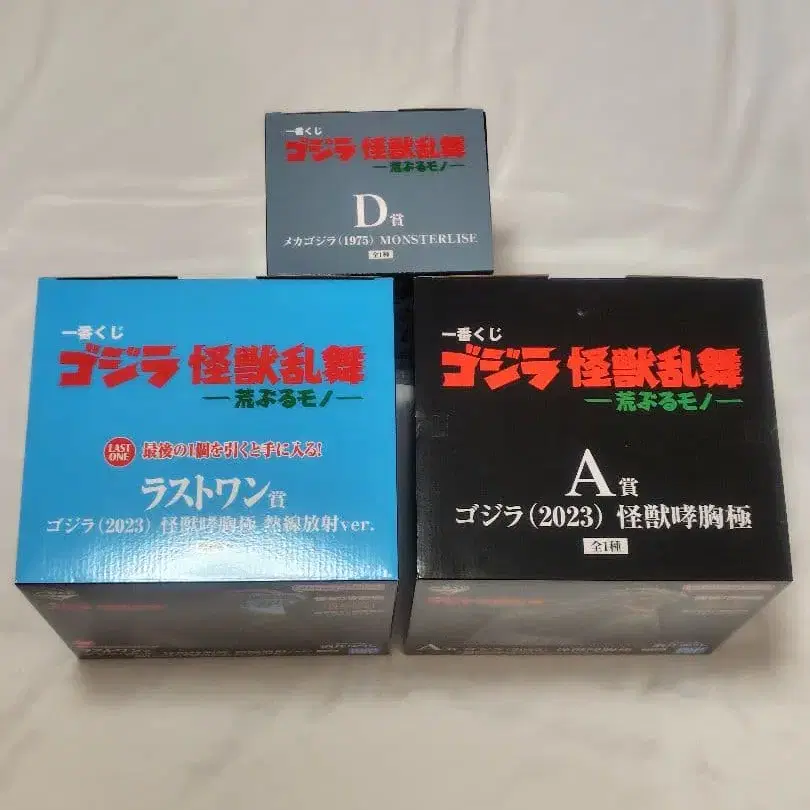 一番くじ
ゴジラ 怪獣乱舞
―荒ぶるモノ―
D賞
メカゴジラ(1975) MONSTERLISE
全1種
一番くじ
ゴジラ 怪獣乱舞
―荒ぶるモノ―
LAST ONE
最後の1個を引くと手に入る!
ラストワン賞
ゴジラ(2023) 怪獣哮胸極 熱線放射ver.
一番くじ
ゴジラ 怪獣乱舞
―荒ぶるモノ―
A賞
ゴジラ(2023) 怪獣哮胸極
全1種